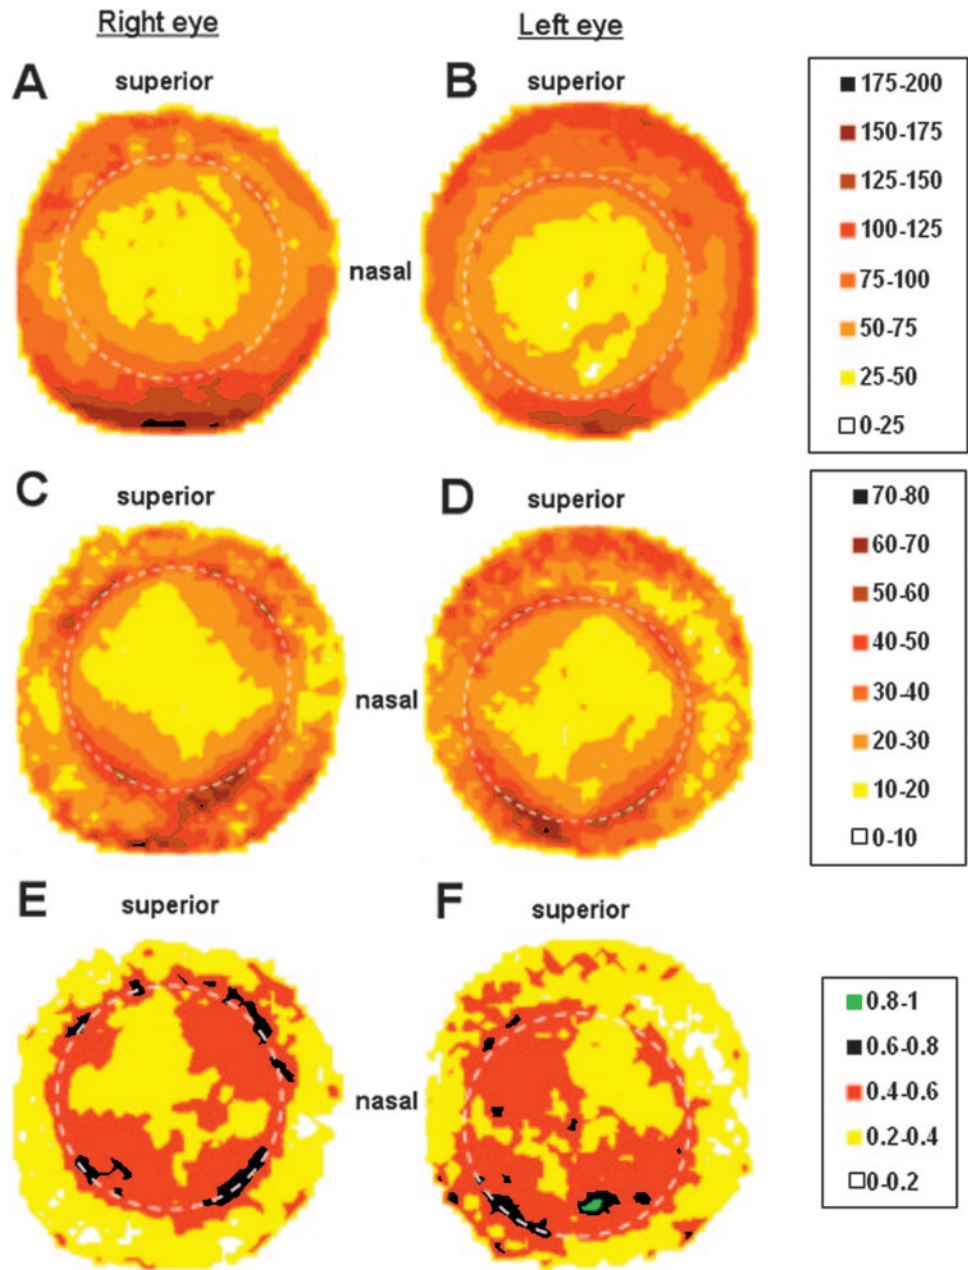 Right eye
Left eye
A
superior
B
superior
nasal
175-200
150-175
125-150
100-125
75-100
50-75
25-50
0-25
C
superior
D
superior
nasal
70-80
60-70
50-60
40-50
30-40
20-30
10-20
0-10
E
superior
F
superior
nasal
0.8-1
0.6-0.8
0.4-0.6
0.2-0.4
0-0.2